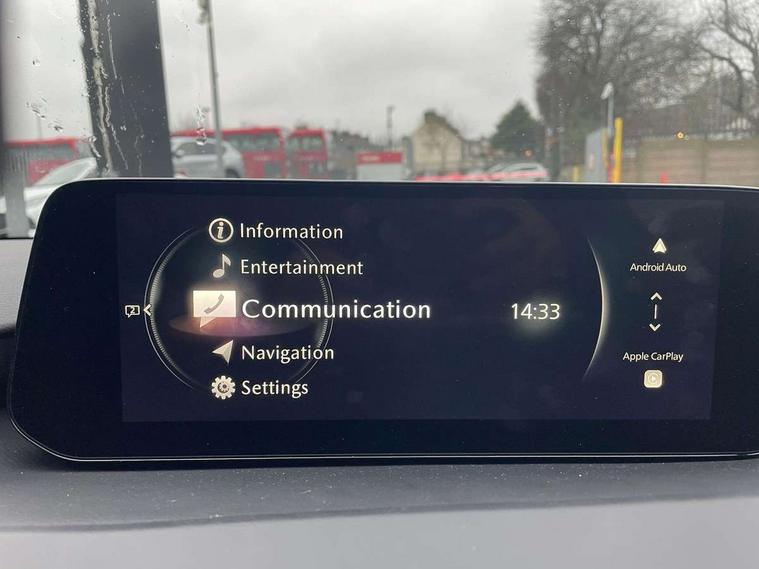 Information
Entertainment
Communication
Navigation
Settings
14:33
Android Auto
Apple CarPlay